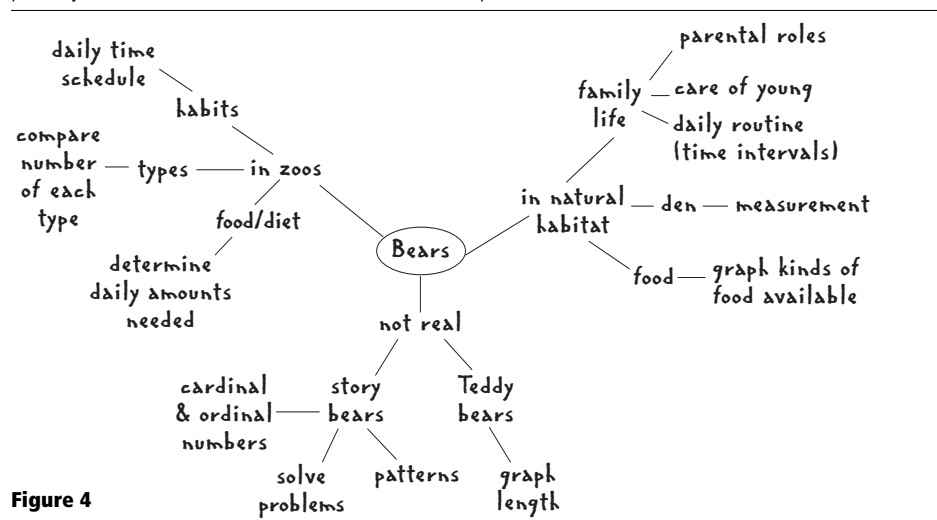 daily time
schedule
habits
compare
number
of each
type
types
in zoos
food/diet
determine
daily amounts
needed
Bears
parental roles
family
life
care of young
daily routine
(time intervals)
in natural
habitat
den
measurement
food
graph kinds of
food available
not real
story
bears
cardinal
& ordinal
numbers
solve
problems
patterns
Teddy
bears
graph
length
Figure 4